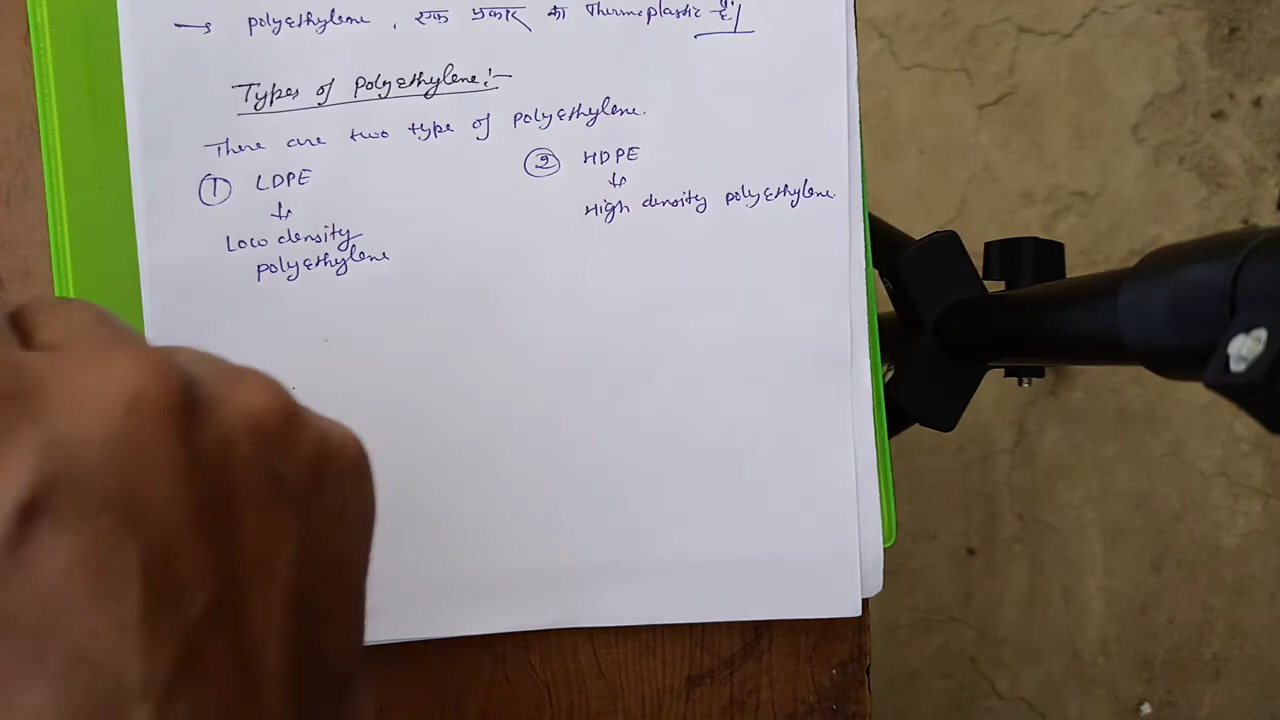 → polyethylene, एक प्रकार का Thermoplastic है।
Types of Polyethylene:-
There are two type of polyethylene.
① LDPE
↓
Low density
polyethylene
② HDPE
↓
High density polyethylene.